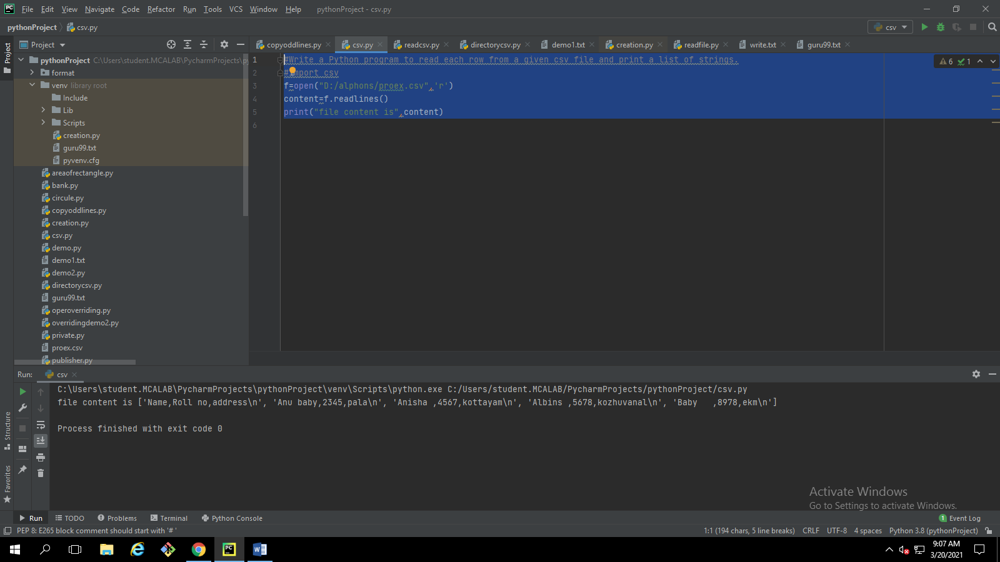 File Edit View Navigate Code Refactor Run Tools VCS Window Help pythonProject - csv.py
pythonProject csv.py csv
Project
Project
copyoddlines.py csv.py readcsv.py directorycsv.py demo1.txt creation.py readfile.py write.txt guru99.txt
pythonProject C:\Users\student.MCALAB\PycharmProjects\py
format
venv library root
Include
Lib
Scripts
creation.py
guru99.txt
pyvenv.cfg
areaofrectangle.py
bank.py
circule.py
copyoddlines.py
creation.py
csv.py
demo.py
demo1.txt
demo2.py
directorycsv.py
guru99.txt
operoverriding.py
overridingdemo2.py
private.py
proex.csv
publisher.py
1 #Write a Python program to read each row from a given csv file and print a list of strings.
2 #import csv
3 f=open("D:/alphons/proex.csv",'r')
4 content=f.readlines()
5 print("file content is",content)
6
6 1
Run: csv
C:\Users\student.MCALAB\PycharmProjects\pythonProject\venv\Scripts\python.exe C:/Users/student.MCALAB/PycharmProjects/pythonProject/csv.py
file content is ['Name,Roll no,address\n', 'Anu baby,2345,pala\n', 'Anisha ,4567,kottayam\n', 'Albins ,5678,kozhuvanal\n', 'Baby   ,8978,ekm\n']
Process finished with exit code 0
Structure
Favorites
Activate Windows
Go to Settings to activate Windows.
Run TODO Problems Terminal Python Console 1 Event Log
PEP 8: E265 block comment should start with '# ' 1:1 (194 chars, 5 line breaks) CRLF UTF-8 4 spaces Python 3.8 (pythonProject)
9:07 AM
3/20/2021